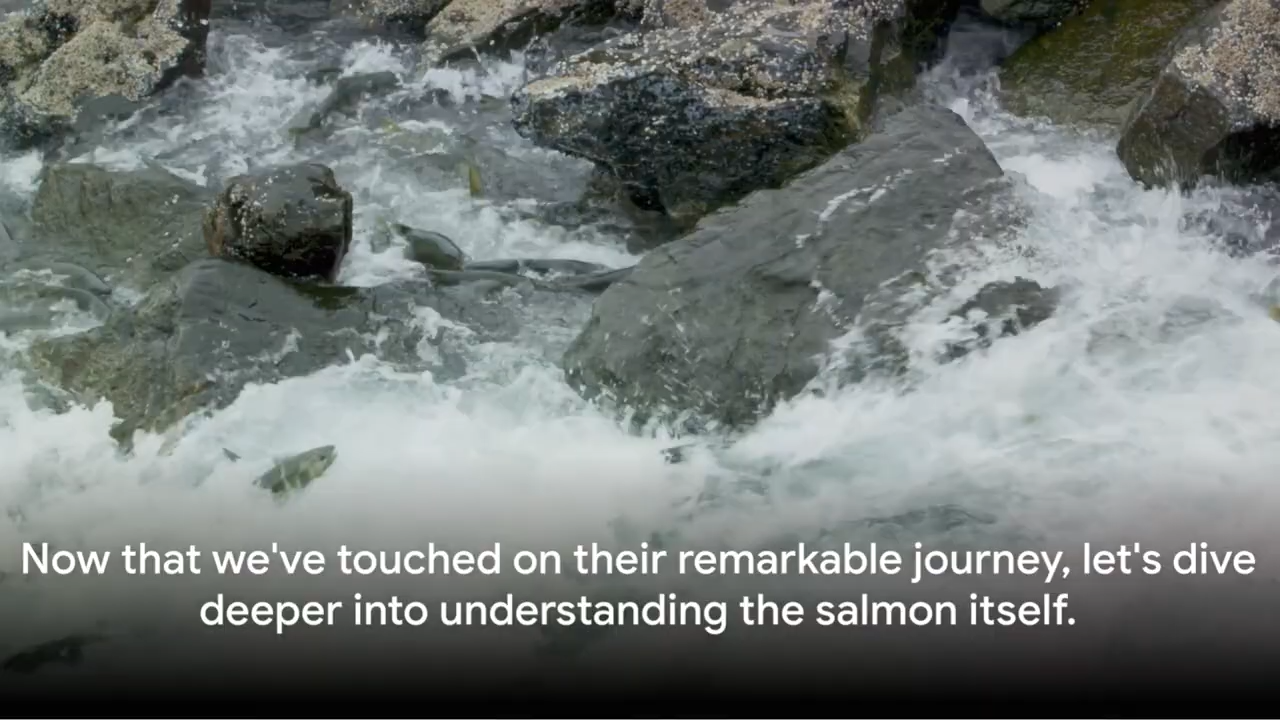 Now that we've touched on their remarkable journey, let's dive
deeper into understanding the salmon itself.